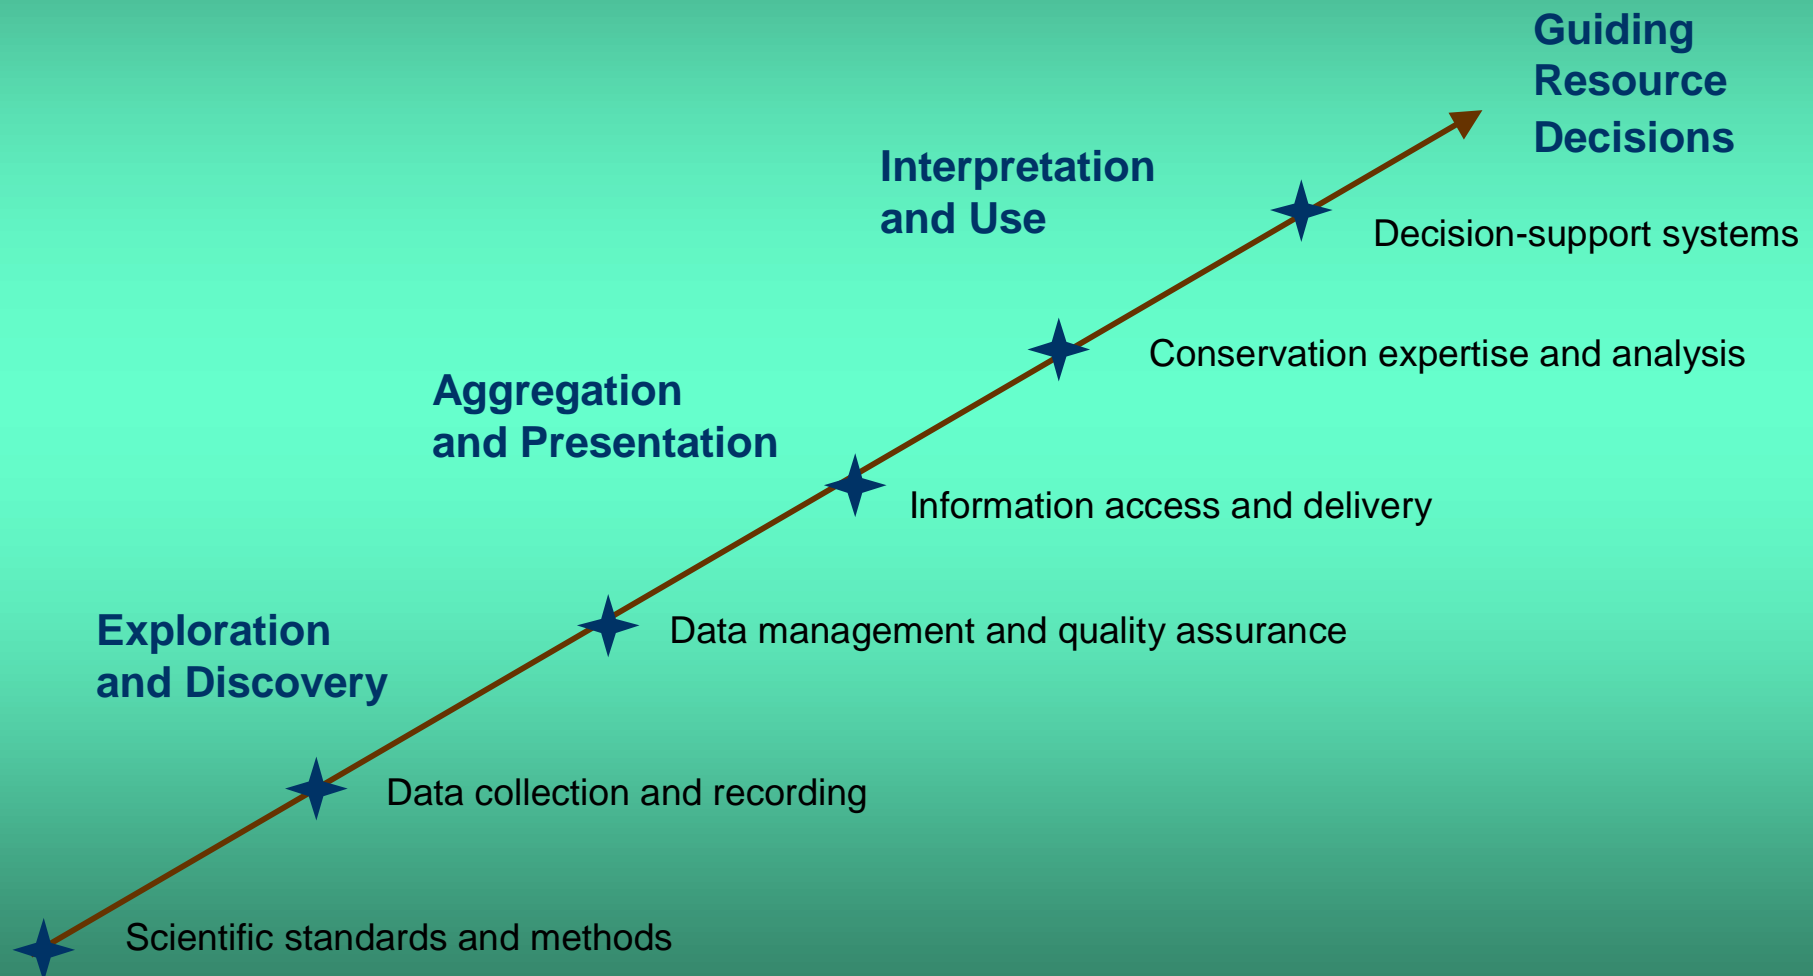 Guiding
Resource
Decisions
Interpretation
and Use
Decision-support systems
Conservation expertise and analysis
Aggregation
and Presentation
Information access and delivery
Exploration
and Discovery
Data management and quality assurance
Data collection and recording
Scientific standards and methods